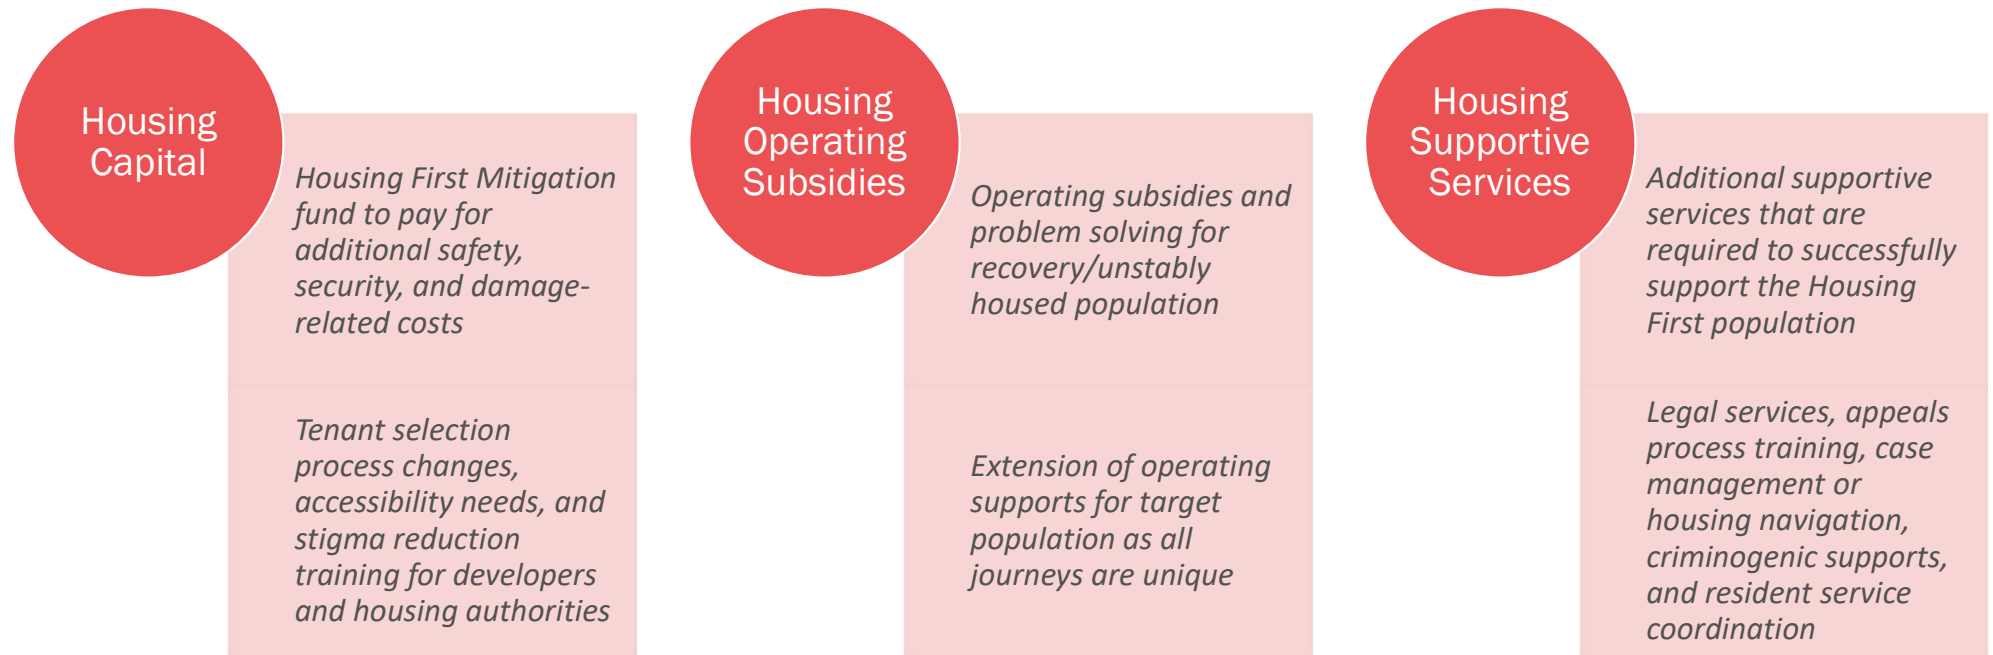 Housing
Capital
Housing First Mitigation
fund to pay for
additional safety,
security, and damage-
related costs
Tenant selection
process changes,
accessibility needs, and
stigma reduction
training for developers
and housing authorities
Housing
Operating
Subsidies
Operating subsidies and
problem solving for
recovery/unstably
housed population
Extension of operating
supports for target
population as all
journeys are unique
Housing
Supportive
Services
Additional supportive
services that are
required to successfully
support the Housing
First population
Legal services, appeals
process training, case
management or
housing navigation,
criminogenic supports,
and resident service
coordination